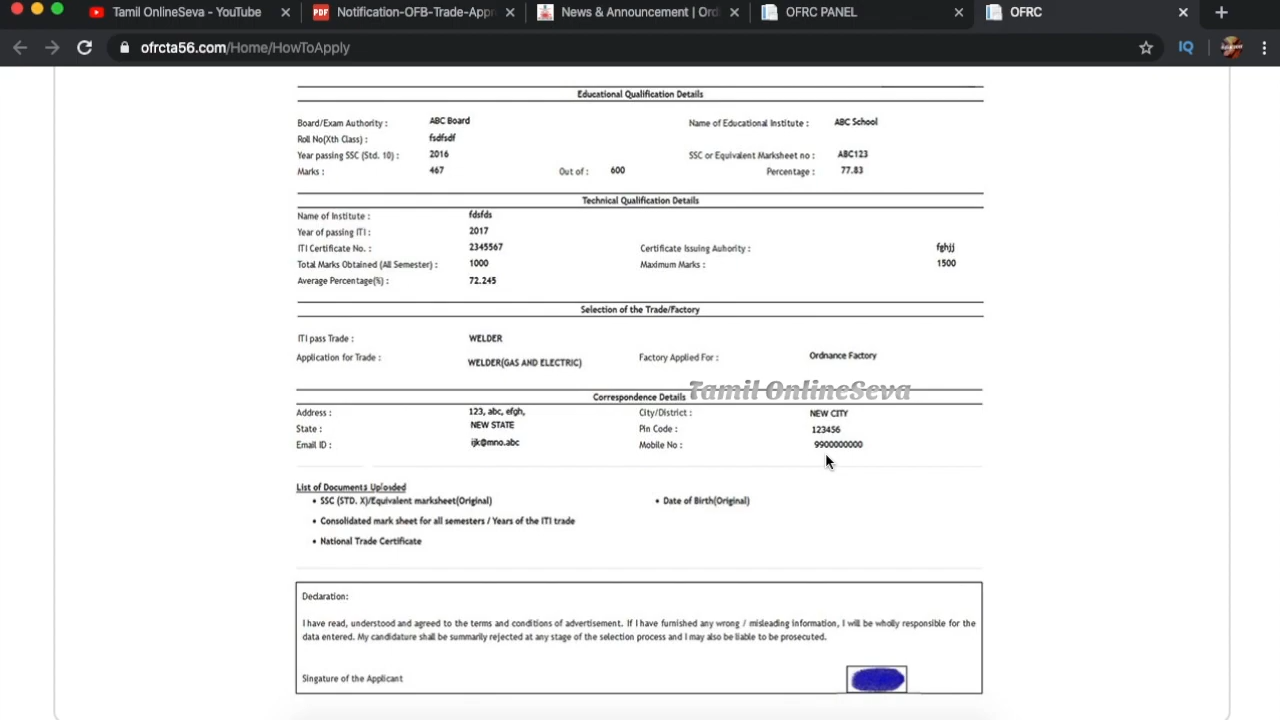 Tamil OnlineSeva - YouTube
Notification-OFB-Trade-Appr
News & Announcement | Ord
OFRC PANEL
OFRC
ofrcta56.com/Home/HowToApply
IQ
Educational Qualification Details
Board/Exam Authority : ABC Board Name of Educational Institute : ABC School
Roll No(Xth Class) : fsdfsdf
Year passing SSC (Std. 10) : 2016 SSC or Equivalent Marksheet no : ABC123
Marks : 467 Out of : 600 Percentage : 77.83
Technical Qualification Details
Name of Institute : fdsfds
Year of passing ITI : 2017
ITI Certificate No. : 2345567 Certificate Issuing Auhority : fghjj
Total Marks Obtained (All Semester) : 1000 Maximum Marks : 1500
Average Percentage(%) : 72.245
Selection of the Trade/Factory
ITI pass Trade : WELDER
Application for Trade : WELDER(GAS AND ELECTRIC) Factory Applied For : Ordnance Factory
Tamil OnlineSeva
Correspondence Details
Address : 123, abc, efgh, City/District : NEW CITY
State : NEW STATE Pin Code : 123456
Email ID : ijk@mno.abc Mobile No : 9900000000
List of Documents Uploaded
• SSC (STD. X)/Equivalent marksheet(Original) • Date of Birth(Original)
• Consolidated mark sheet for all semesters / Years of the ITI trade
• National Trade Certificate
Declaration:
I have read, understood and agreed to the terms and conditions of advertisement. If I have furnished any wrong / misleading information, I will be wholly responsible for the
data entered. My candidature shall be summarily rejected at any stage of the selection process and I may also be liable to be prosecuted.
Singature of the Applicant